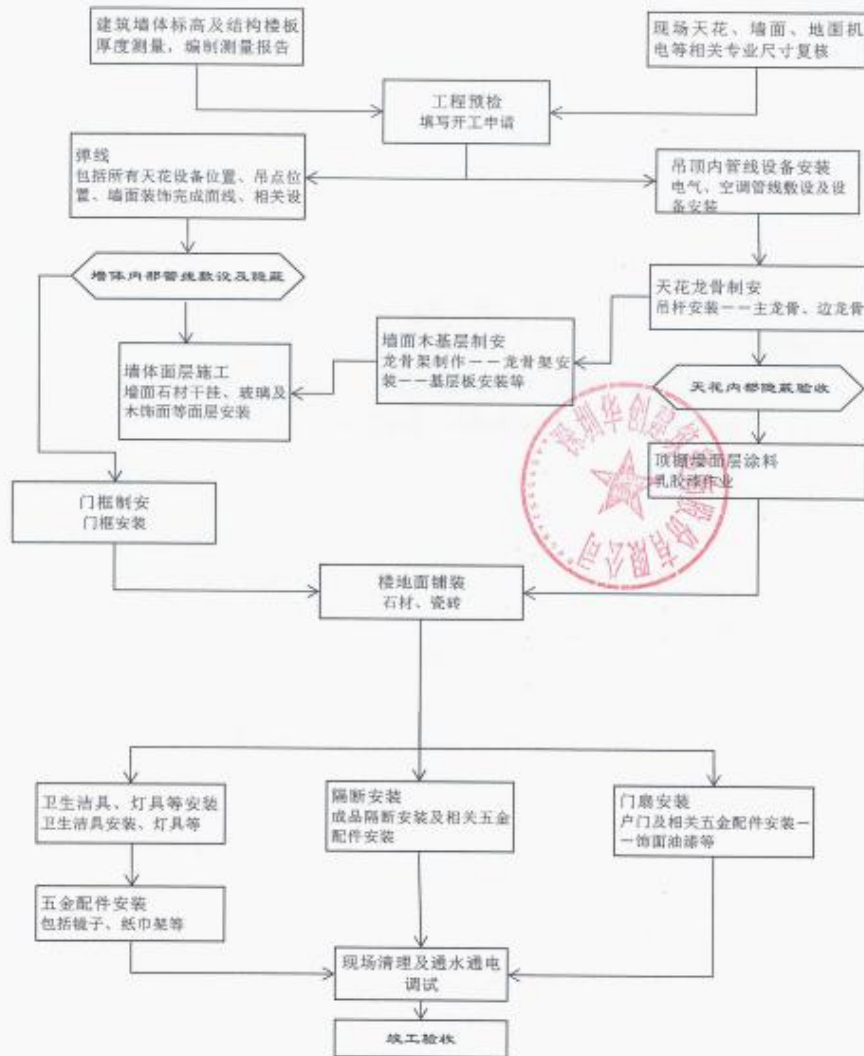 建筑墙体标高及结构楼板
厚度测量，编制测量报告
现场天花、墙面、地面机
电等相关专业尺寸复核
工程预检
填写开工申请
弹线
包括所有天花设备位置、吊点位
置、墙面装饰完成面线、相关设
吊顶内管线设备安装
电气、空调管线敷设及设
备安装
墙体内部管线敷设及隐蔽
天花龙骨制安
吊杆安装——主龙骨、边龙骨
墙面木基层制安
龙骨架制作——龙骨架安
装——基层板安装等
墙体面层施工
墙面石材干挂、玻璃及
木饰面等面层安装
天花内部隐蔽验收
顶棚墙面层涂料
乳胶漆作业
门框制安
门框安装
楼地面铺装
石材、瓷砖
卫生洁具、灯具等安装
卫生洁具安装、灯具等
隔断安装
成品隔断安装及相关五金
配件安装
门扇安装
户门及相关五金配件安装—
—饰面油漆等
五金配件安装
包括镜子、纸巾架等
现场清理及通水通电
调试
竣工验收
深圳华创建筑
股份有限公司